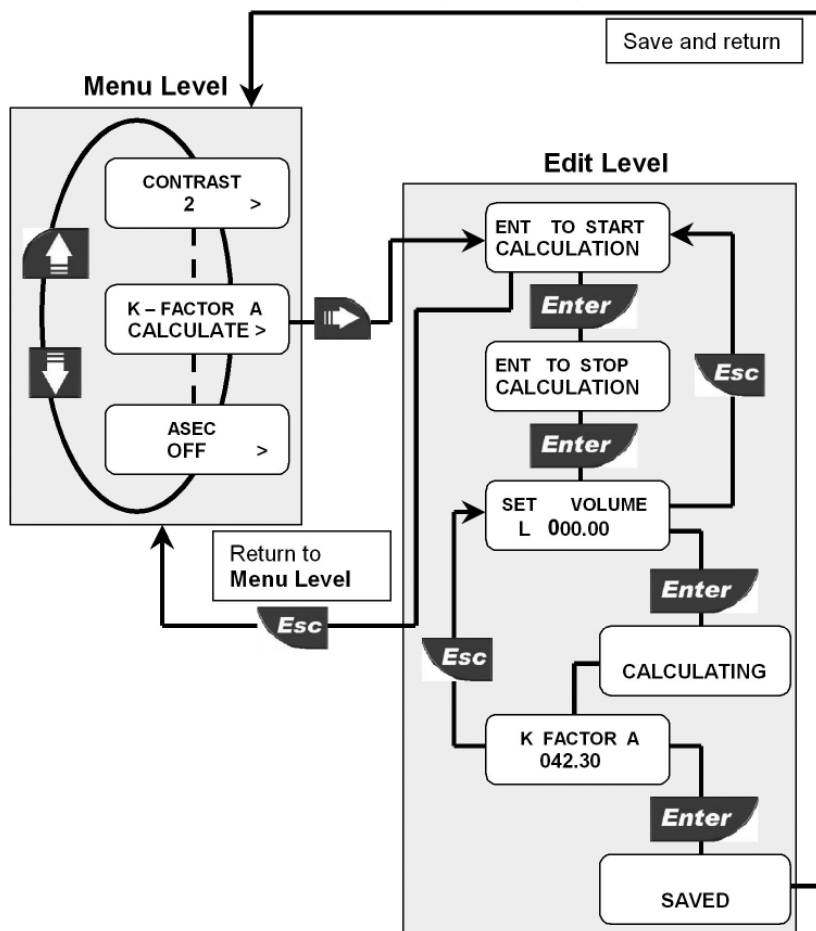 Save and return
Menu Level
CONTRAST
2 >
K – FACTOR A
CALCULATE >
ASEC
OFF >
Return to
Menu Level
Esc
Edit Level
ENT TO START
CALCULATION
Enter
ENT TO STOP
CALCULATION
Esc
Enter
SET VOLUME
L 000.00
Enter
Esc
CALCULATING
K FACTOR A
042.30
Enter
SAVED